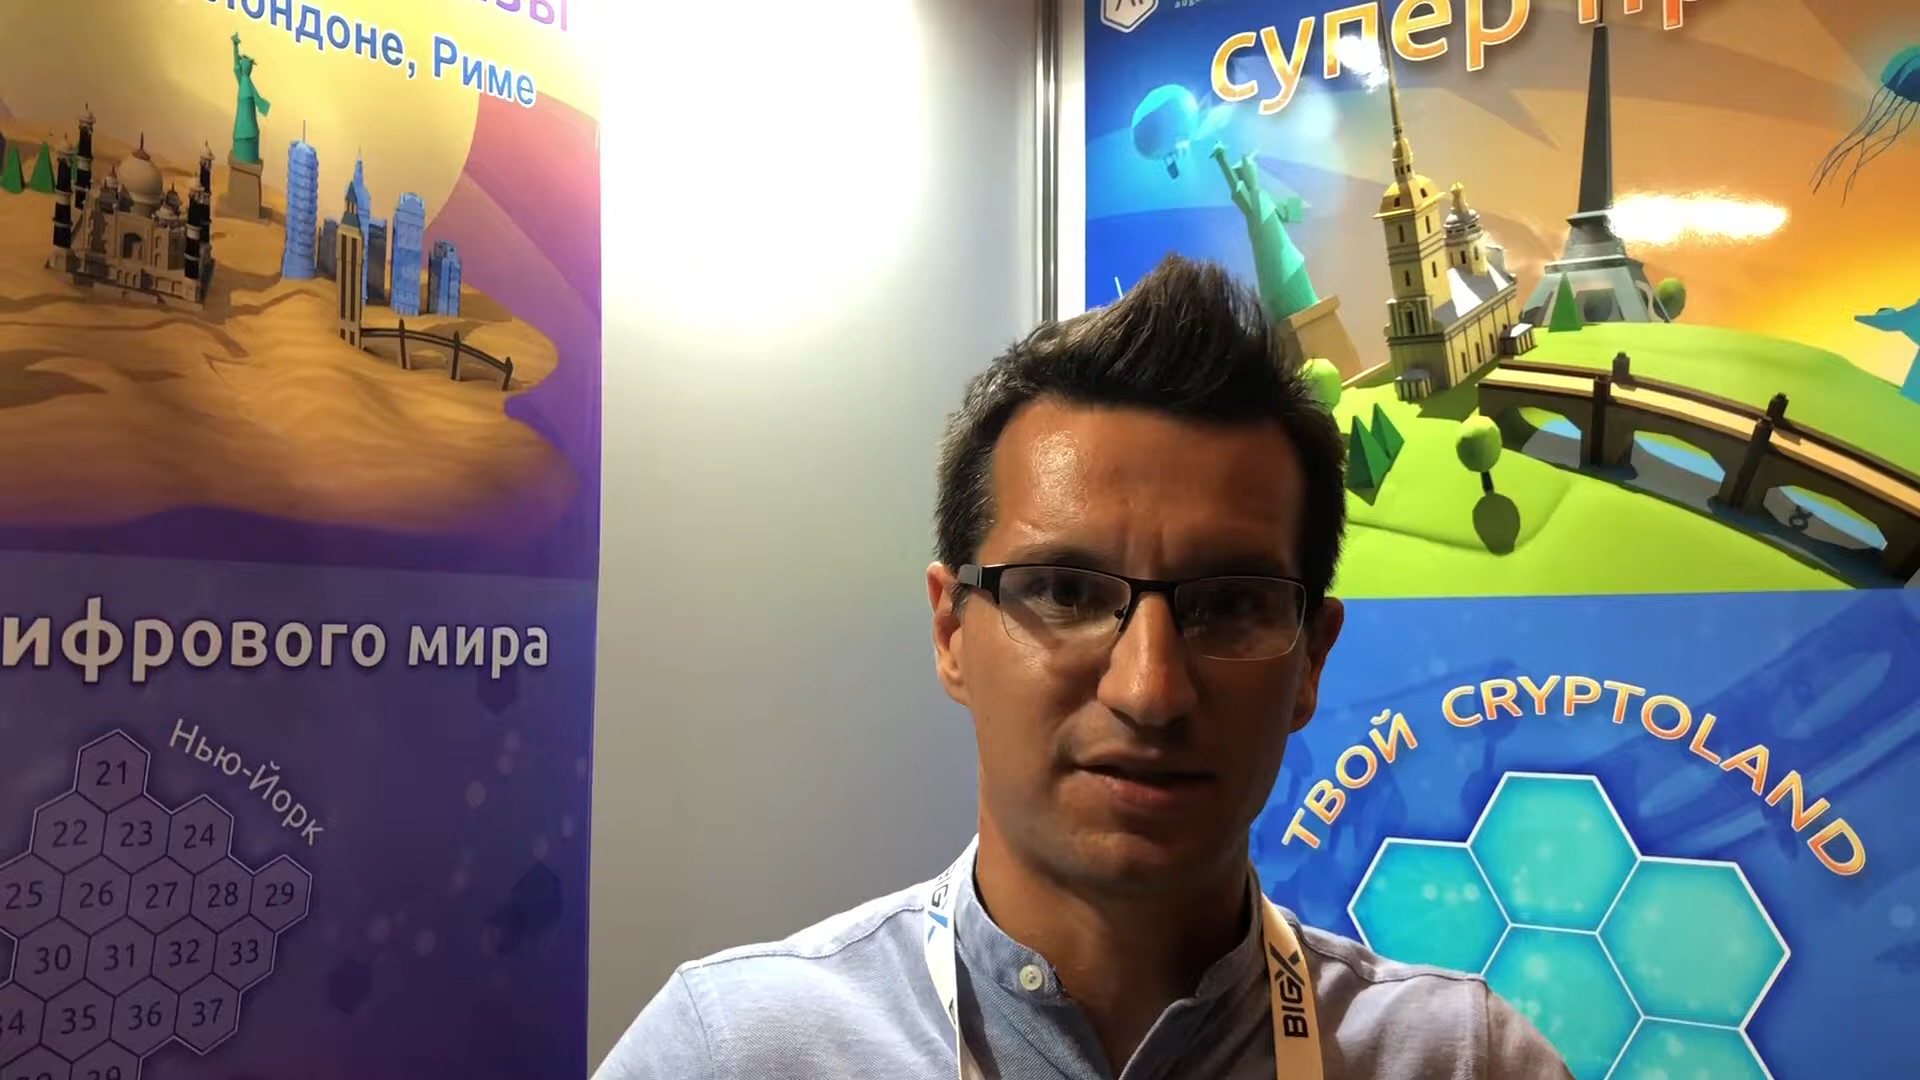 Лондоне, Риме
ифрового мира
Нью-Йорк
21
22 23 24
25 26 27 28 29
30 31 32 33
35 36 37
супер
ТВОЙ CRYPTOLAND
BIGX